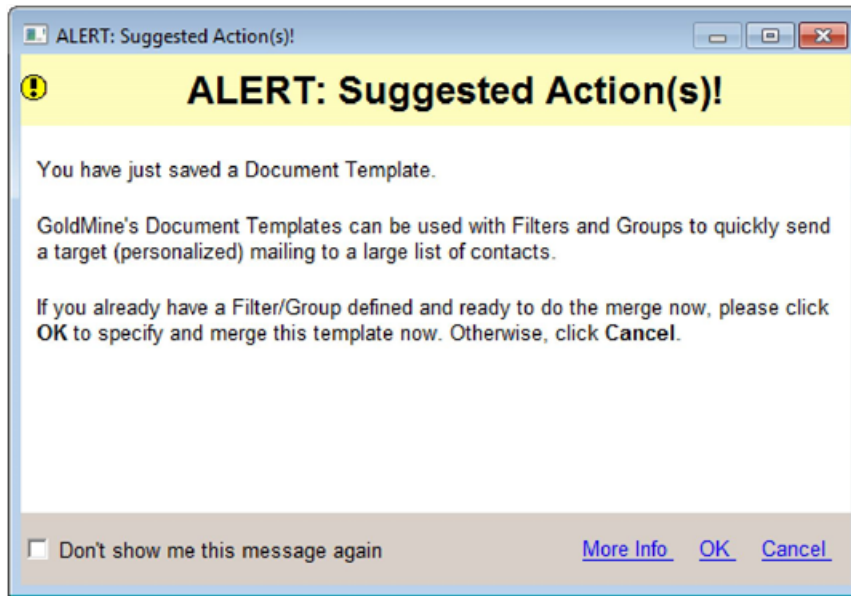 ALERT: Suggested Action(s)!
ALERT: Suggested Action(s)!
You have just saved a Document Template.
GoldMine's Document Templates can be used with Filters and Groups to quickly send
a target (personalized) mailing to a large list of contacts.
If you already have a Filter/Group defined and ready to do the merge now, please click
OK to specify and merge this template now. Otherwise, click Cancel.
Don't show me this message again
More Info OK Cancel